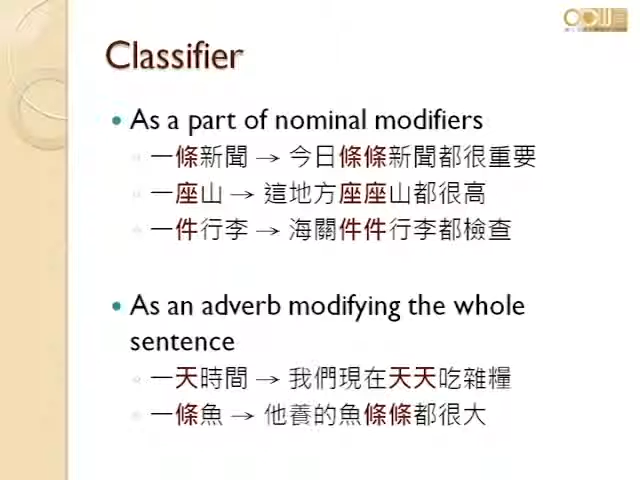 Classifier
As a part of nominal modifiers
一條新聞 → 今日條條新聞都很重要
一座山 → 這地方座座山都很高
一件行李 → 海關件件行李都檢查
As an adverb modifying the whole
sentence
一天時間 → 我們現在天天吃雜糧
一條魚 → 他養的魚條條都很大